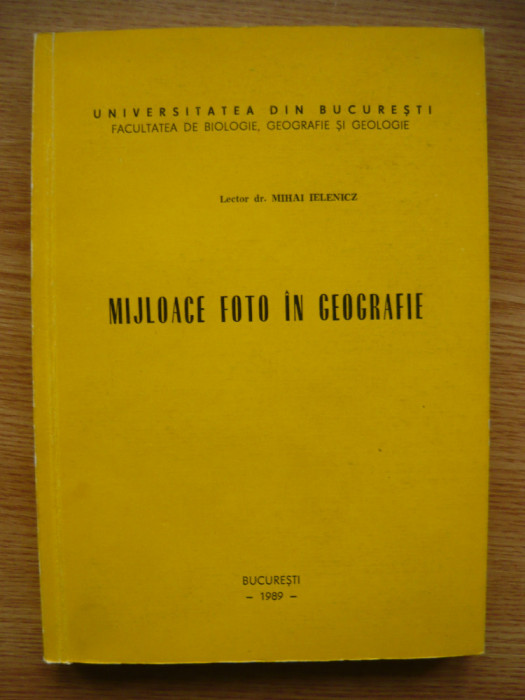 UNIVERSITATEA DIN BUCUREȘTI
FACULTATEA DE BIOLOGIE, GEOGRAFIE ȘI GEOLOGIE
Lector dr. MIHAI IELENICZ
MIJLOACE FOTO ÎN GEOGRAFIE
BUCUREȘTI
– 1989 –